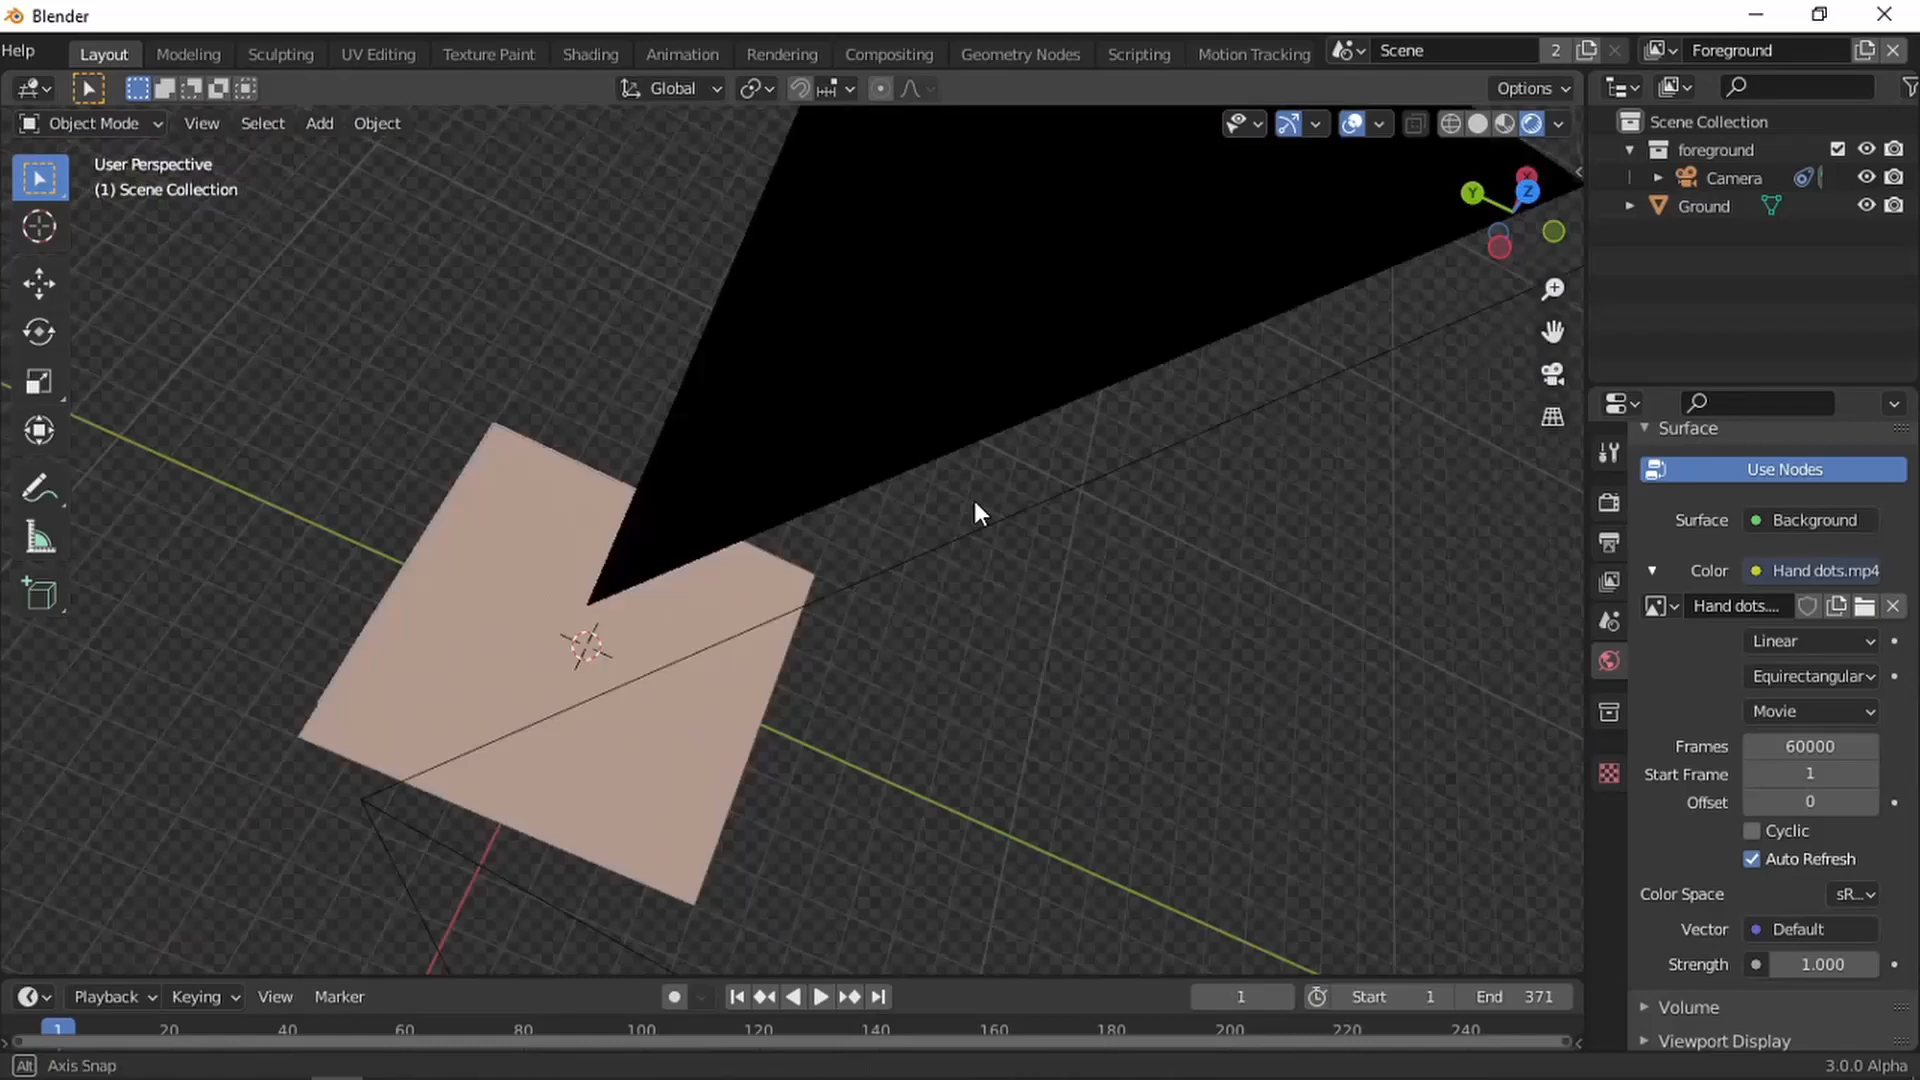 Blender
Help Layout Modeling Sculpting UV Editing Texture Paint Shading Animation Rendering Compositing Geometry Nodes Scripting Motion Tracking Scene 2 Foreground
Global Options
Object Mode View Select Add Object
User Perspective
(1) Scene Collection
Y Z
Scene Collection
foreground
Camera
Ground
Surface
Use Nodes
Surface Background
Color Hand dots.mp4
Hand dots....
Linear
Equirectangular
Movie
Frames 60000
Start Frame 1
Offset 0
Cyclic
Auto Refresh
Color Space sR...
Vector Default
Strength 1.000
Volume
Viewport Display
Playback Keying View Marker 1 Start 1 End 371
1 20 40 60 80 100 120 140 160 180 200 220 240
Alt Axis Snap 3.0.0 Alpha